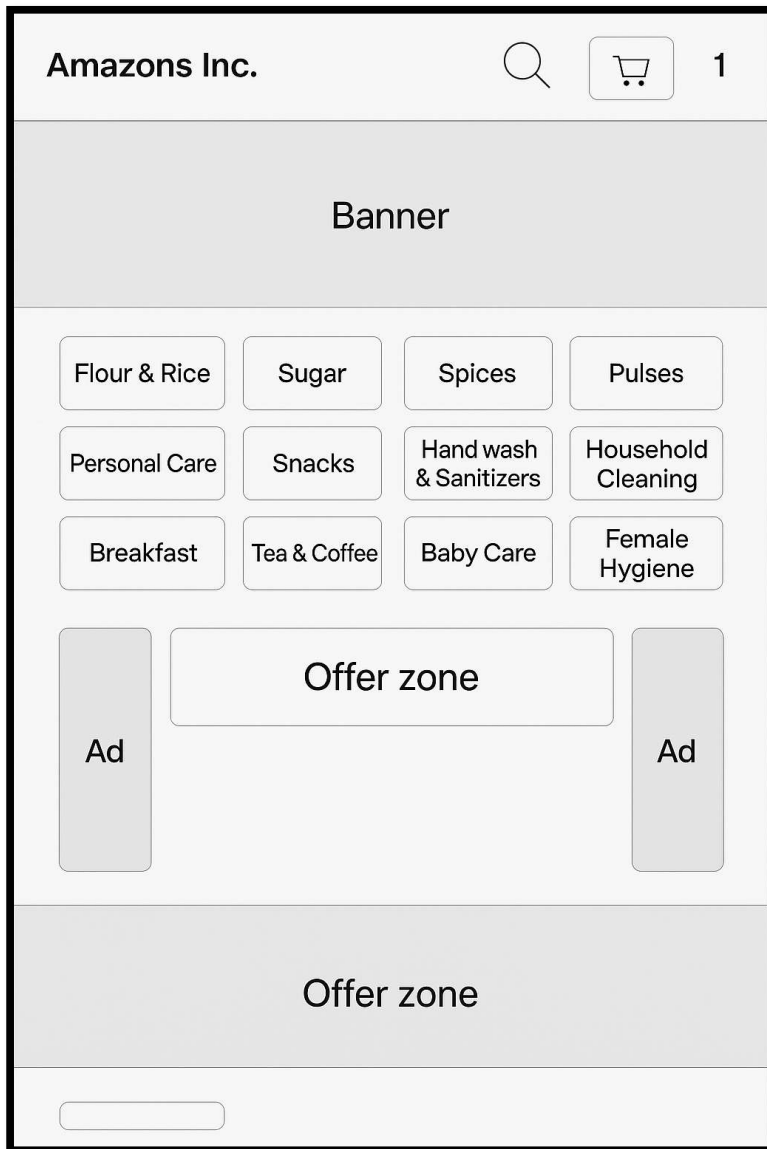 Amazons Inc. 1
Banner
Flour & Rice Sugar Spices Pulses
Personal Care Snacks Hand wash
& Sanitizers Household
Cleaning
Breakfast Tea & Coffee Baby Care Female
Hygiene
Offer zone
Ad Ad
Offer zone